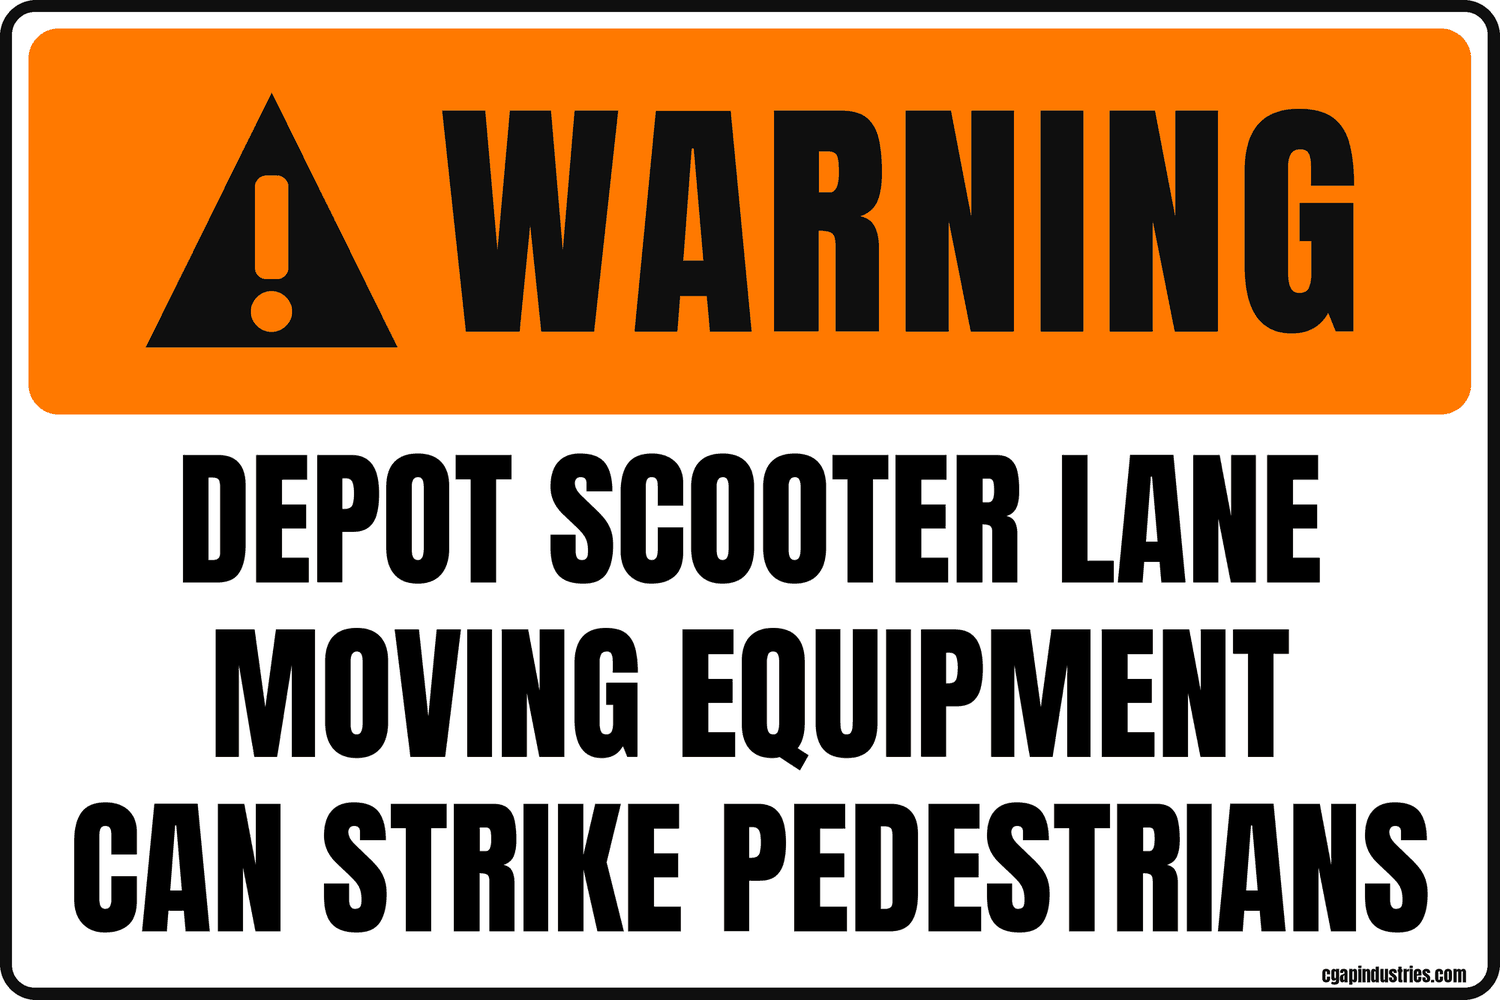 WARNING
DEPOT SCOOTER LANE
MOVING EQUIPMENT
CAN STRIKE PEDESTRIANS
cgapindustries.com